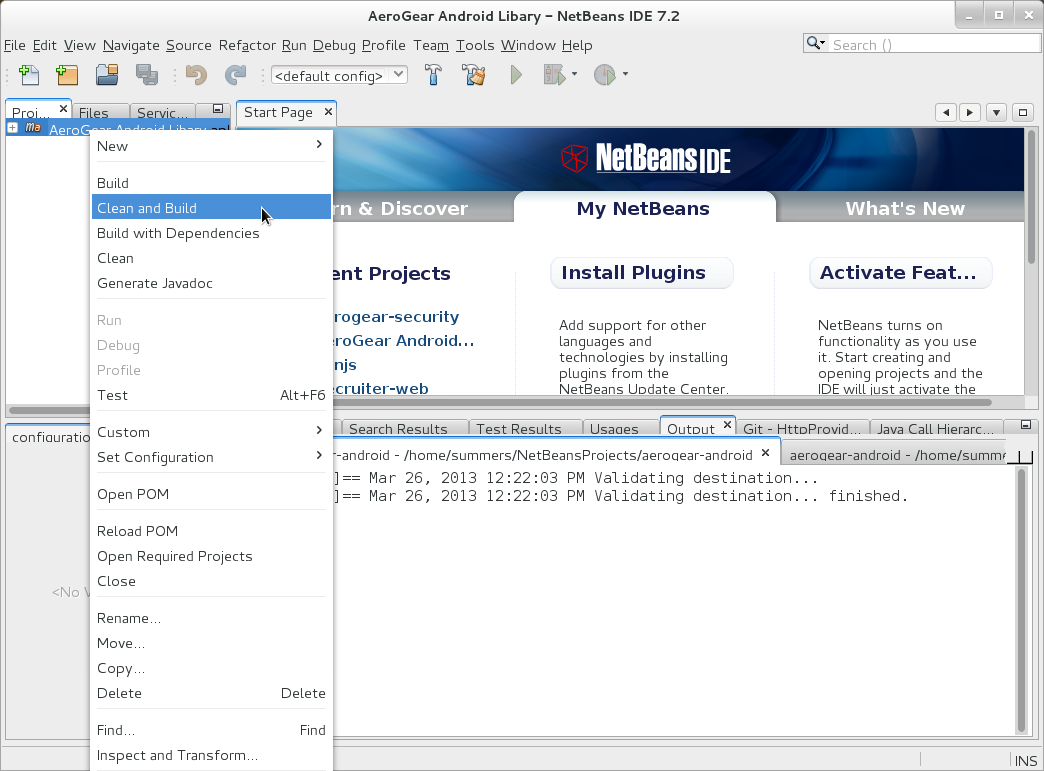 AeroGear Android Libary – NetBeans IDE 7.2
File Edit View Navigate Source Refactor Run Debug Profile Team Tools Window Help
Search ()
<default config>
Proj... Files Servic... Start Page
ma AeroGear Android Libary
NetBeans IDE
rn & Discover My NetBeans What's New
ent Projects
rogear-security
eroGear Android...
njs
cruiter-web
Install Plugins
Add support for other
languages and
technologies by installing
plugins from the
NetBeans Update Center.
Activate Feat...
NetBeans turns on
functionality as you use
it. Start creating and
opening projects and the
IDE will just activate the
New
Build
Clean and Build
Build with Dependencies
Clean
Generate Javadoc
Run
Debug
Profile
Test Alt+F6
Custom
Set Configuration
Open POM
Reload POM
Open Required Projects
Close
Rename...
Move...
Copy...
Delete Delete
Find... Find
Inspect and Transform...
configuratio
<No V
Search Results Test Results Usages Output Git - HttpProvid... Java Call Hierarc...
r-android - /home/summers/NetBeansProjects/aerogear-android aerogear-android - /home/summe
]== Mar 26, 2013 12:22:03 PM Validating destination...
]== Mar 26, 2013 12:22:03 PM Validating destination... finished.
INS